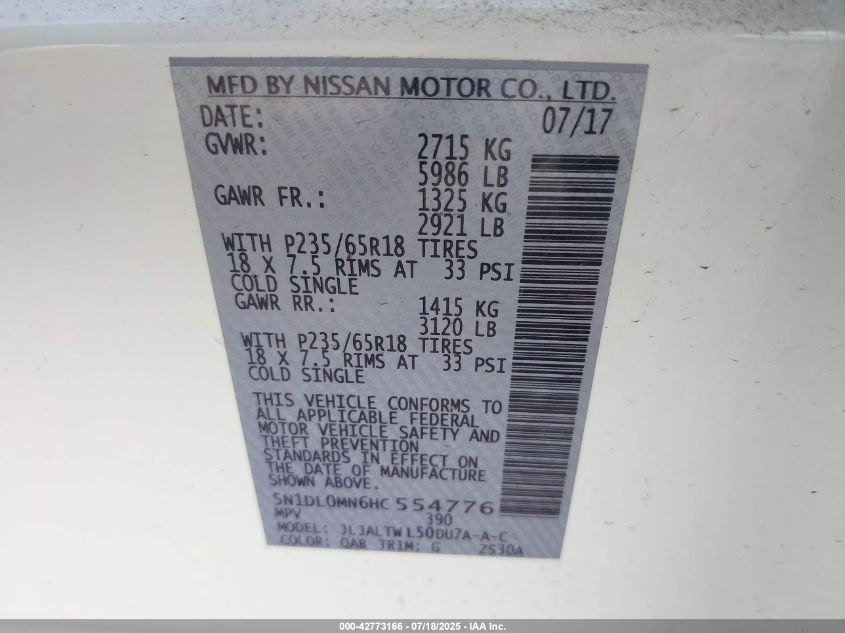 MFD BY NISSAN MOTOR CO., LTD.
DATE: 07/17
GVWR: 2715 KG
5986 LB
GAWR FR.: 1325 KG
2921 LB
WITH P235/65R18 TIRES
18 X 7.5 RIMS AT 33 PSI
COLD SINGLE
GAWR RR.: 1415 KG
3120 LB
WITH P235/65R18 TIRES
18 X 7.5 RIMS AT 33 PSI
COLD SINGLE
THIS VEHICLE CONFORMS TO
ALL APPLICABLE FEDERAL
MOTOR VEHICLE SAFETY AND
THEFT PREVENTION
STANDARDS IN EFFECT ON
THE DATE OF MANUFACTURE
SHOWN ABOVE.
5N1DL0MN6HC554776
MPV 390
MODEL: JL3ALTWL50DU7A-A-C
COLOR: QAB TRIM: G 2530A
000-42773166 - 07/18/2025 - IAA Inc.